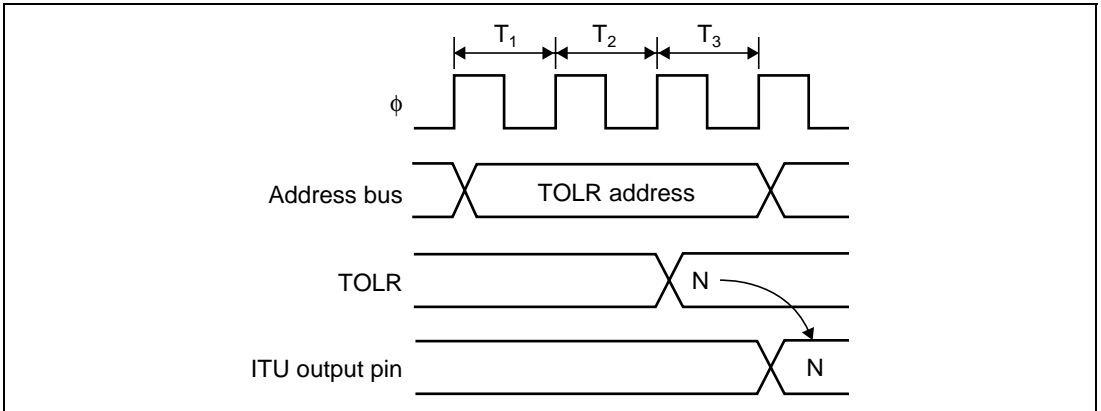 T₁ T₂ T₃
ϕ
Address bus TOLR address
TOLR N
ITU output pin N